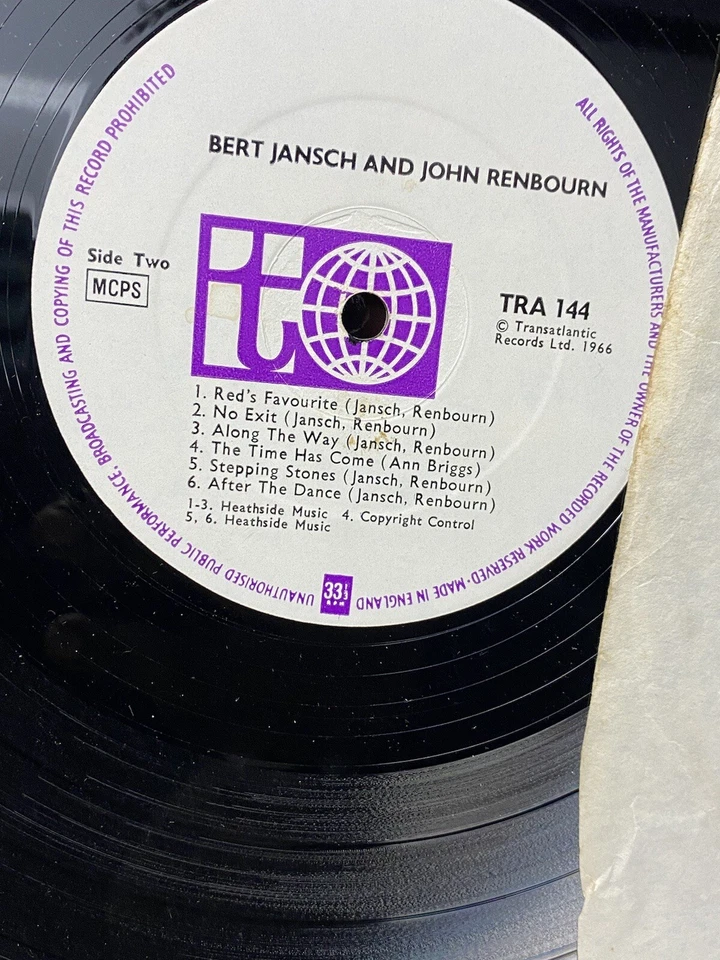 BERT JANSCH AND JOHN RENBOURN
Side Two
MCPS
TRA 144
© Transatlantic
Records Ltd. 1966
1. Red's Favourite (Jansch, Renbourn)
2. No Exit (Jansch, Renbourn)
3. Along The Way (Jansch, Renbourn)
4. The Time Has Come (Ann Briggs)
5. Stepping Stones (Jansch, Renbourn)
6. After The Dance (Jansch, Renbourn)
1-3. Heathside Music 4. Copyright Control
5, 6. Heathside Music
33⅓
RPM
ALL RIGHTS OF THE MANUFACTURERS AND THE OWNER OF THE RECORDED WORK RESERVED · MADE IN ENGLAND
UNAUTHORISED PUBLIC PERFORMANCE, BROADCASTING AND COPYING OF THIS RECORD PROHIBITED